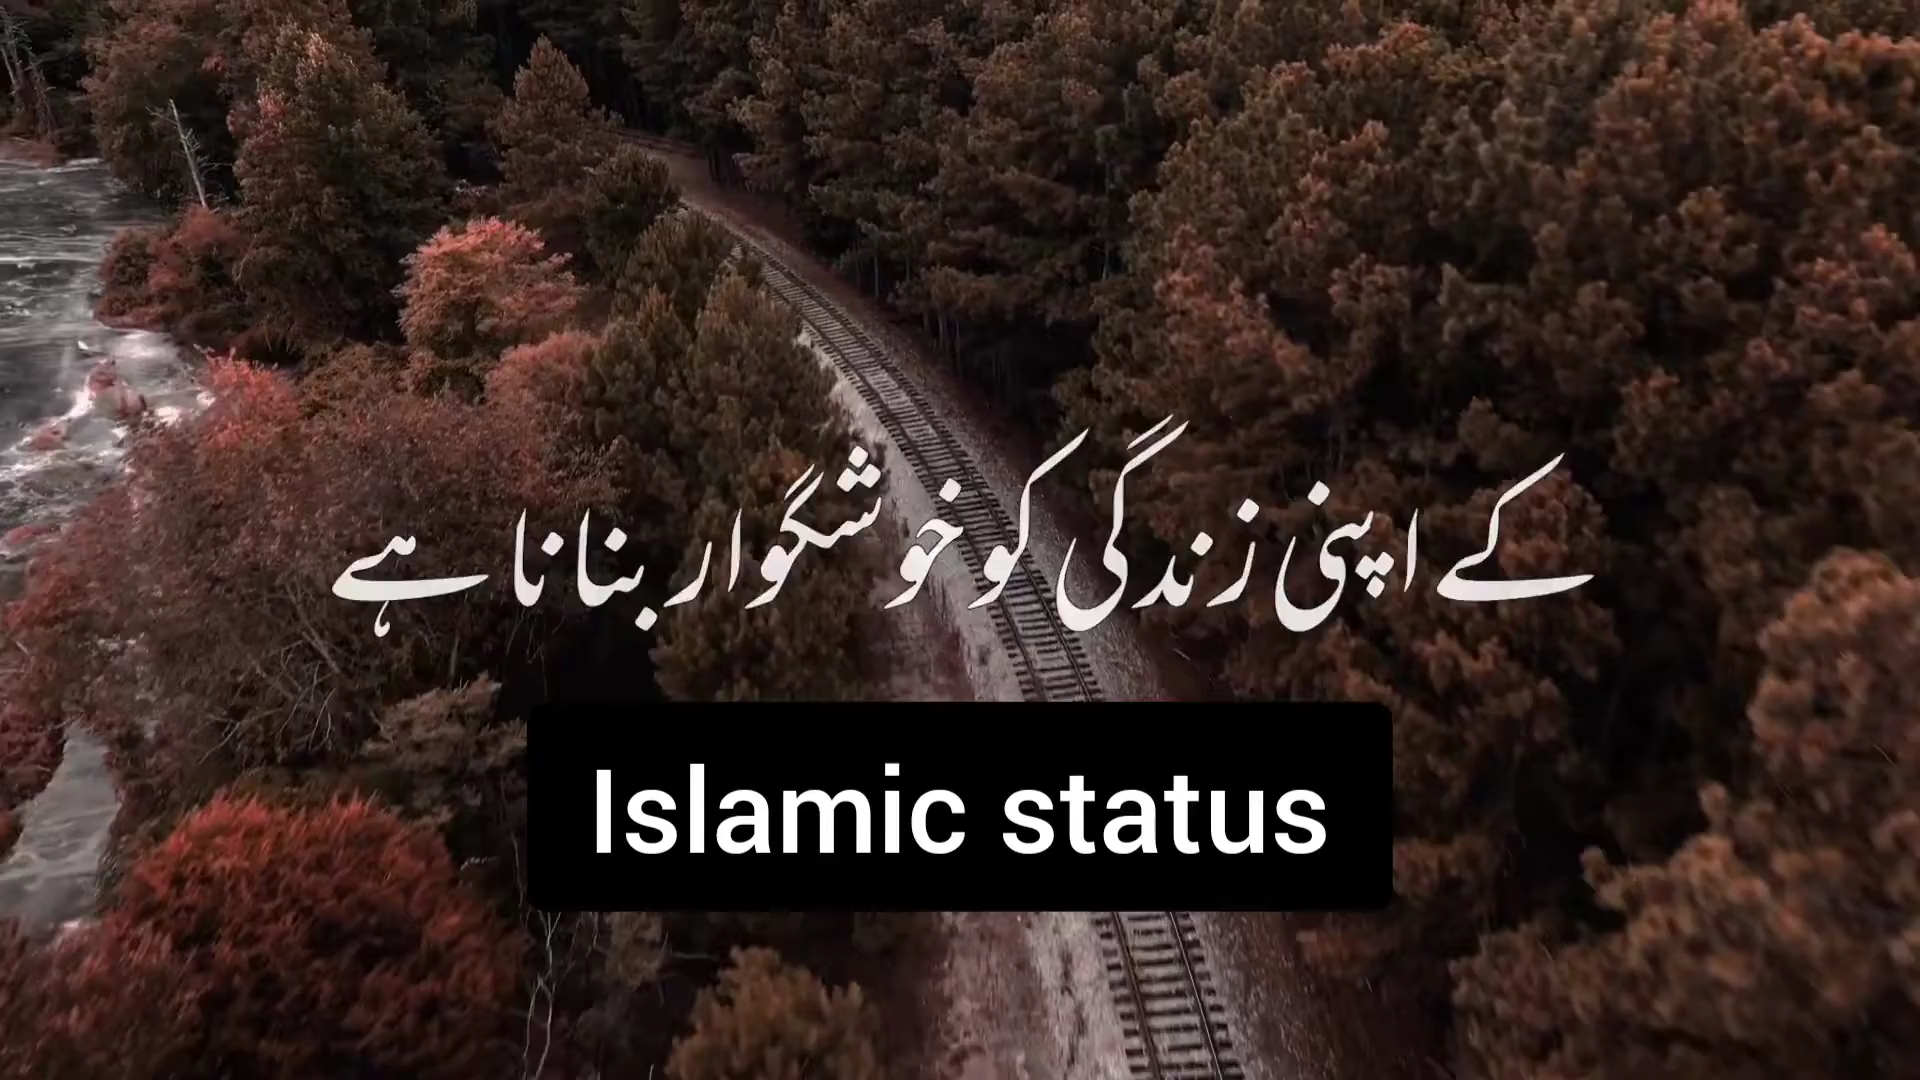 کے اپنی زندگی کو خوشگوار بنانا ہے
Islamic status